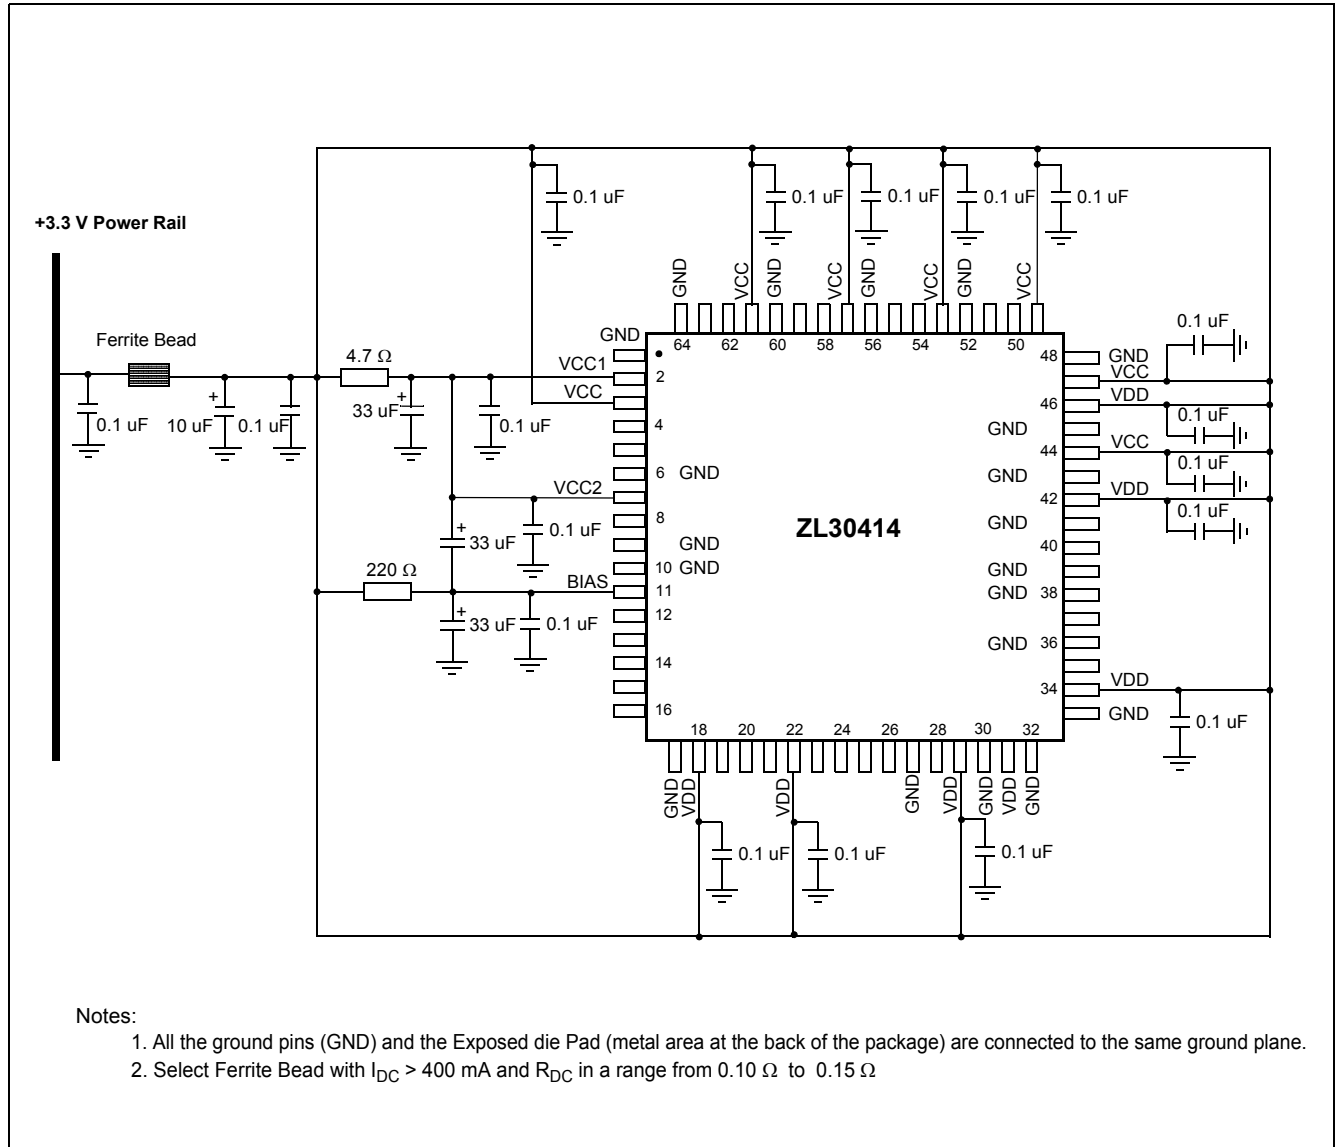 0.1 uF 0.1 uF 0.1 uF 0.1 uF 0.1 uF
+3.3 V Power Rail
GND VCC GND VCC GND VCC GND VCC
Ferrite Bead
GND
64 62 60 58 56 54 52 50
0.1 uF
4.7 Ω
VCC1
2
48
GND
VCC
+
+
VCC
46
VDD
0.1 uF
10 uF
0.1 uF
33 uF
0.1 uF
4
GND
0.1 uF
44
VCC
6 GND
GND
0.1 uF
VCC2
42
VDD
8
0.1 uF
+
33 uF
0.1 uF
ZL30414
GND
GND
40
220 Ω
10 GND
GND
BIAS
11
GND
38
12
+
33 uF
0.1 uF
GND
36
14
34
VDD
16
GND
0.1 uF
18 20 22 24 26 28 30 32
GND VDD VDD GND VDD GND VDD GND
0.1 uF 0.1 uF 0.1 uF
Notes:
1. All the ground pins (GND) and the Exposed die Pad (metal area at the back of the package) are connected to the same ground plane.
2. Select Ferrite Bead with IDC > 400 mA and RDC in a range from 0.10 Ω to 0.15 Ω